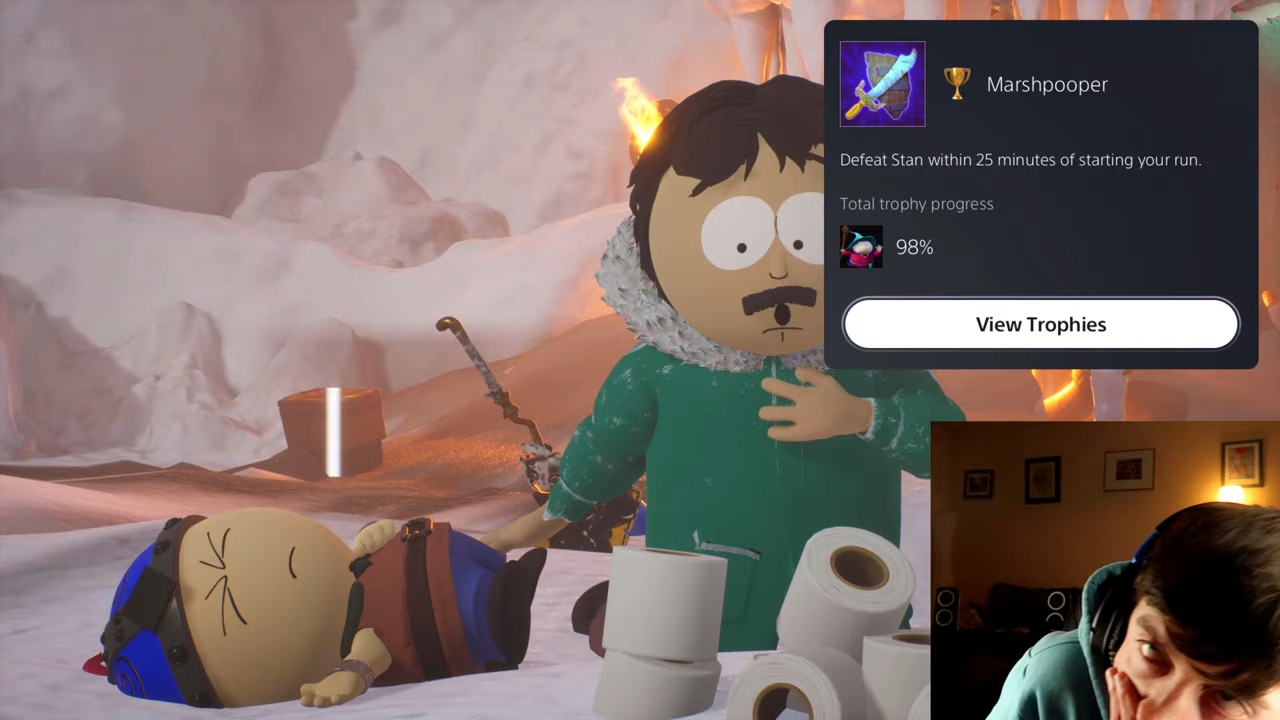 Marshpooper
Defeat Stan within 25 minutes of starting your run.
Total trophy progress
98%
View Trophies